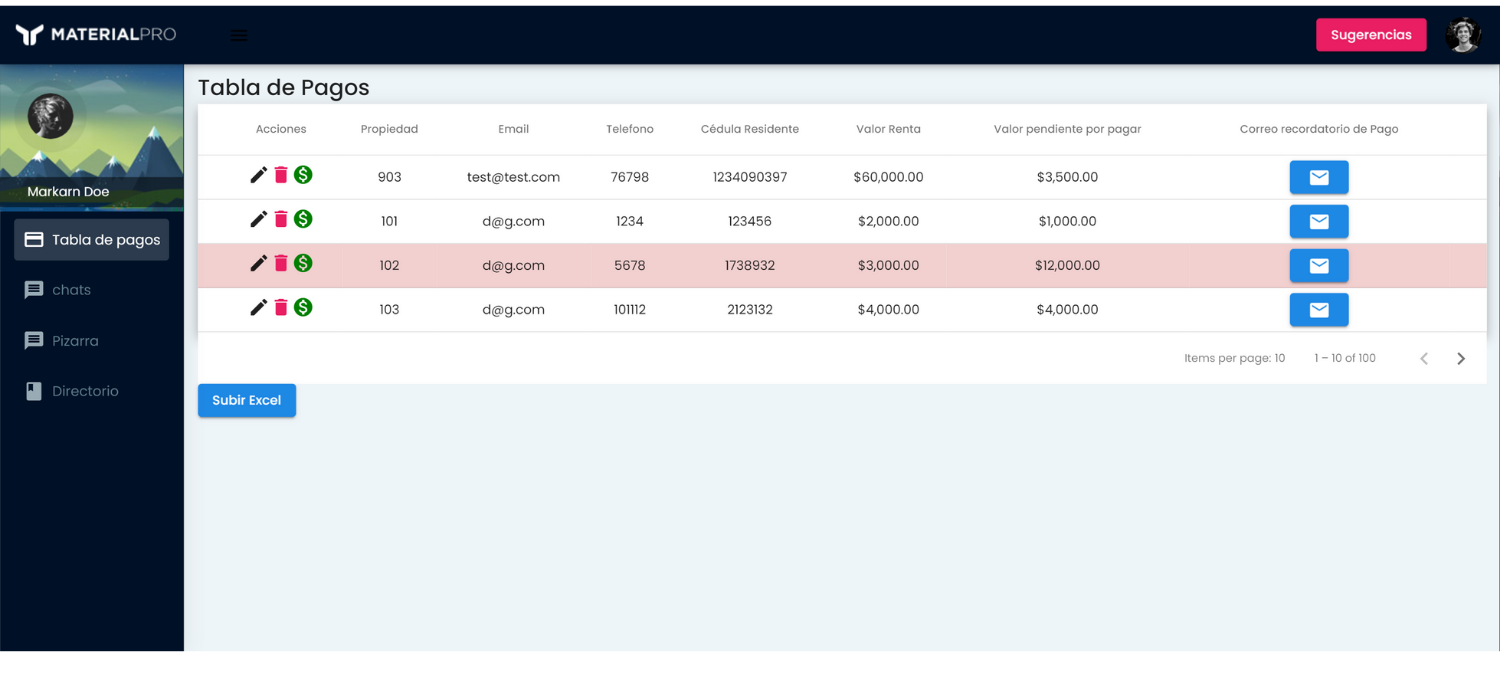 MATERIALPRO
Sugerencias
Markarn Doe
Tabla de pagos
chats
Pizarra
Directorio
Tabla de Pagos
Acciones Propiedad Email Telefono Cédula Residente Valor Renta Valor pendiente por pagar Correo recordatorio de Pago
$ 903 test@test.com 76798 1234090397 $60,000.00 $3,500.00
$ 101 d@g.com 1234 123456 $2,000.00 $1,000.00
$ 102 d@g.com 5678 1738932 $3,000.00 $12,000.00
$ 103 d@g.com 101112 2123132 $4,000.00 $4,000.00
Items per page: 10 1 – 10 of 100
Subir Excel